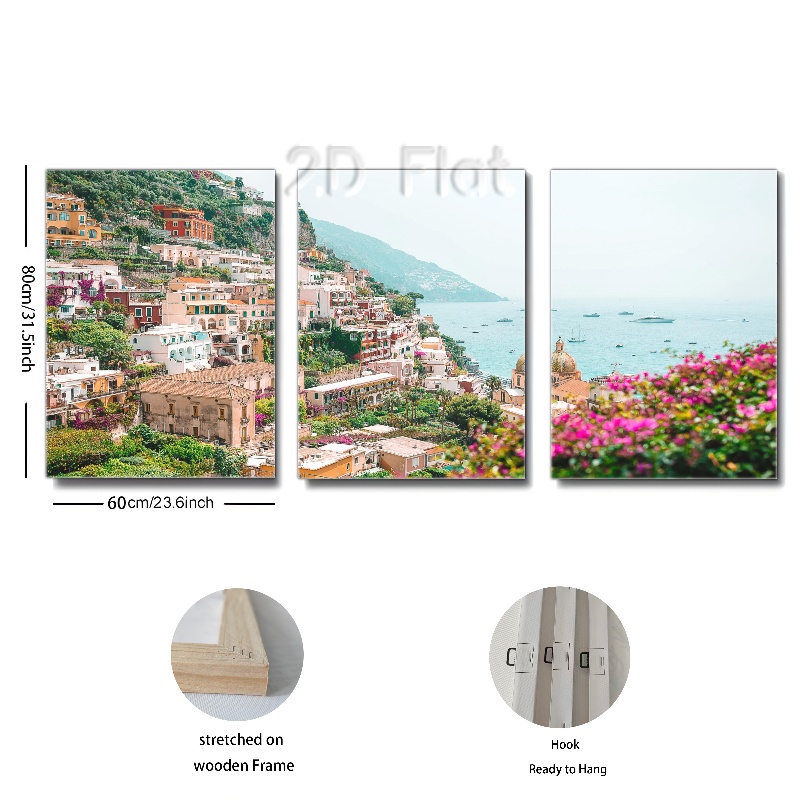 2D Flat
80cm/31.5inch
60cm/23.6inch
stretched on
wooden Frame
Hook
Ready to Hang